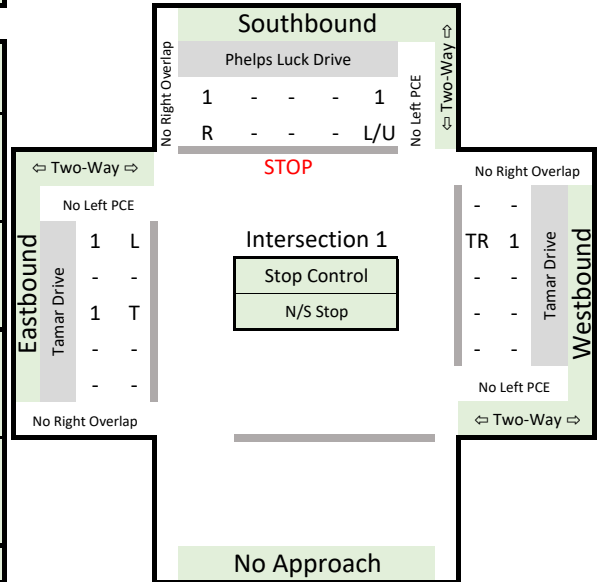 Southbound
Phelps Luck Drive
1 - - - 1
R - - - L/U
No Right Overlap
No Left PCE
⇦ Two-Way ⇨
STOP
⇦ Two-Way ⇨
No Left PCE
Eastbound
Tamar Drive
1 L
- -
1 T
- -
- -
No Right Overlap
Intersection 1
Stop Control
N/S Stop
No Right Overlap
- -
TR 1
- -
- -
- -
Tamar Drive
Westbound
No Left PCE
⇦ Two-Way ⇨
No Approach